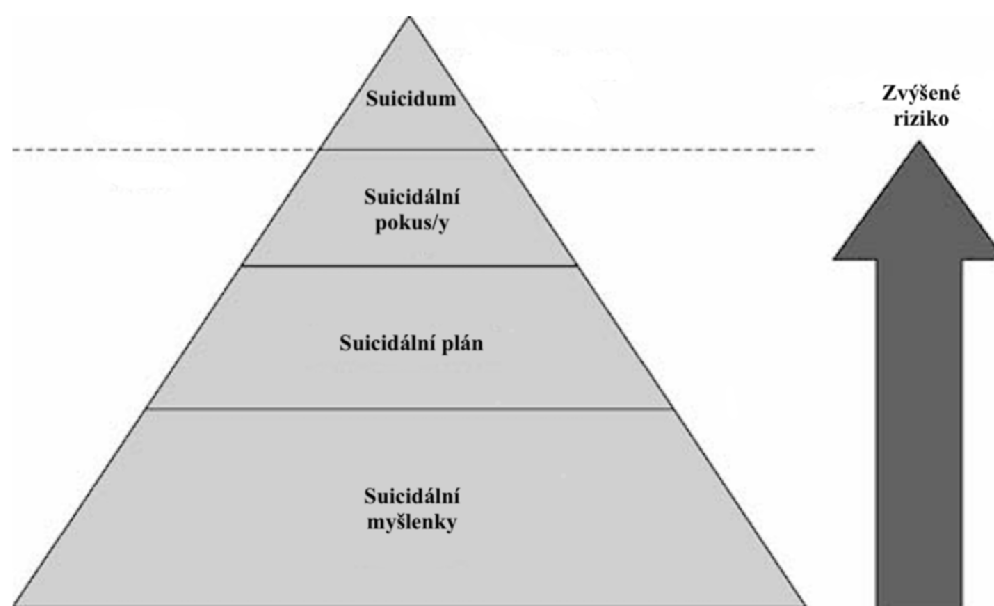 Suicidum
Zvýšené
riziko
Suicidální
pokus/y
Suicidální plán
Suicidální
myšlenky